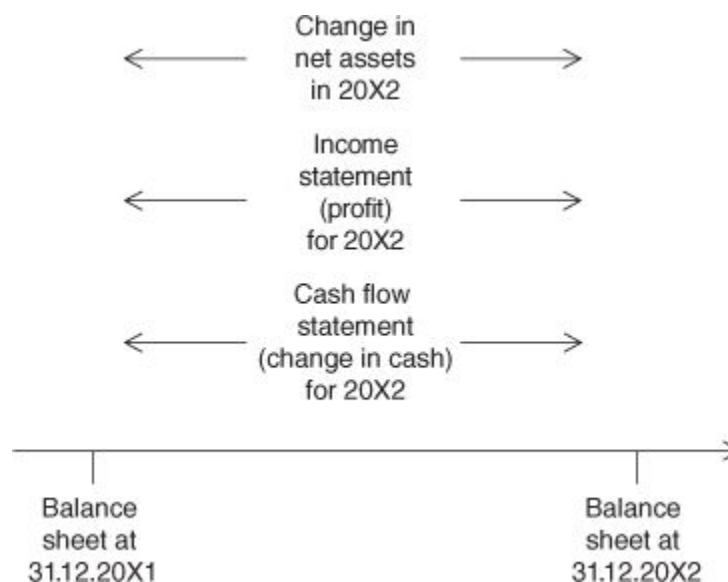 Change in
net assets
in 20X2
Income
statement
(profit)
for 20X2
Cash flow
statement
(change in cash)
for 20X2
Balance
sheet at
31.12.20X1
Balance
sheet at
31.12.20X2